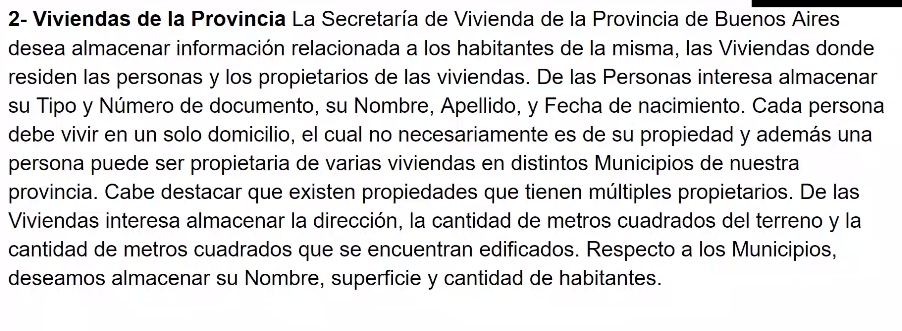 2- Viviendas de la Provincia La Secretaría de Vivienda de la Provincia de Buenos Aires
desea almacenar información relacionada a los habitantes de la misma, las Viviendas donde
residen las personas y los propietarios de las viviendas. De las Personas interesa almacenar
su Tipo y Número de documento, su Nombre, Apellido, y Fecha de nacimiento. Cada persona
debe vivir en un solo domicilio, el cual no necesariamente es de su propiedad y además una
persona puede ser propietaria de varias viviendas en distintos Municipios de nuestra
provincia. Cabe destacar que existen propiedades que tienen múltiples propietarios. De las
Viviendas interesa almacenar la dirección, la cantidad de metros cuadrados del terreno y la
cantidad de metros cuadrados que se encuentran edificados. Respecto a los Municipios,
deseamos almacenar su Nombre, superficie y cantidad de habitantes.